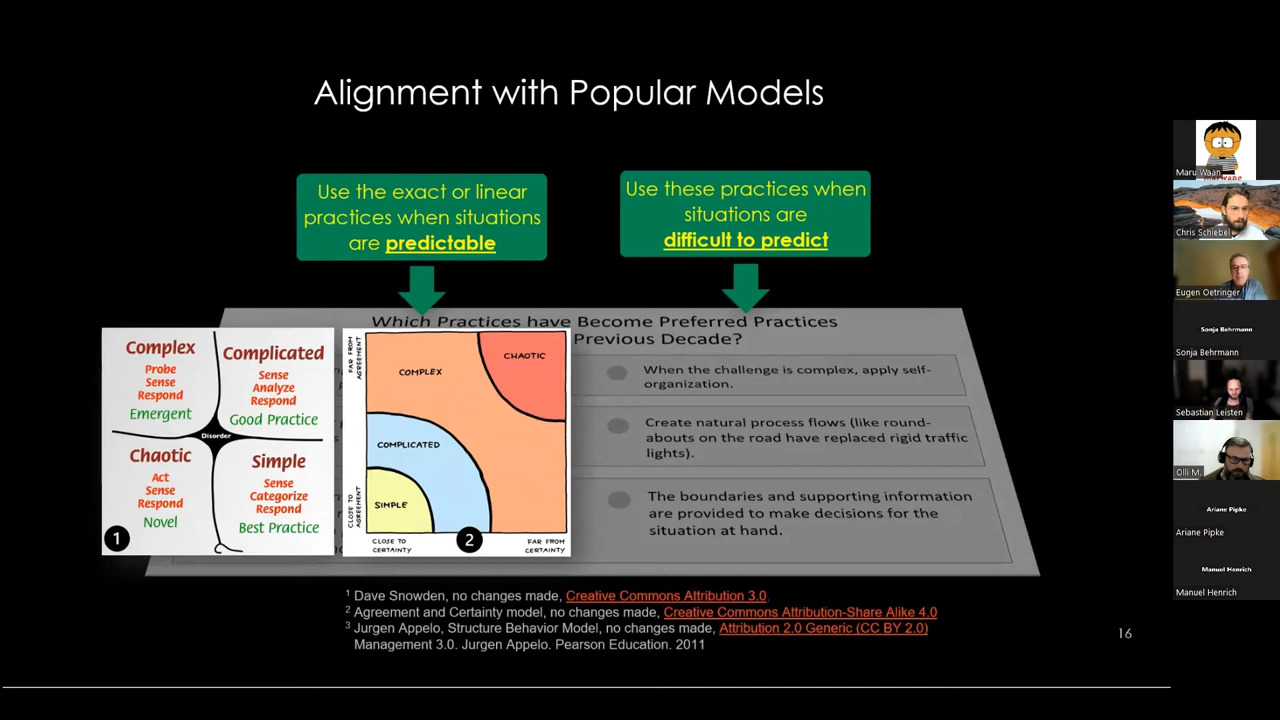 Alignment with Popular Models
Use the exact or linear
practices when situations
are predictable
Use these practices when
situations are
difficult to predict
Which Practices have Become Preferred Practices
Previous Decade?
When the challenge is complex, apply self-
organization.
Create natural process flows (like round-
abouts on the road have replaced rigid traffic
lights).
The boundaries and supporting information
are provided to make decisions for the
situation at hand.
Complex
Probe
Sense
Respond
Emergent
Complicated
Sense
Analyze
Respond
Good Practice
Disorder
Chaotic
Act
Sense
Respond
Novel
Simple
Sense
Categorize
Respond
Best Practice
1
FAR FROM
AGREEMENT
CLOSE TO
AGREEMENT
CHAOTIC
COMPLEX
COMPLICATED
SIMPLE
CLOSE TO
CERTAINTY
FAR FROM
CERTAINTY
2
1 Dave Snowden, no changes made, Creative Commons Attribution 3.0
2 Agreement and Certainty model, no changes made, Creative Commons Attribution-Share Alike 4.0
3 Jurgen Appelo, Structure Behavior Model, no changes made, Attribution 2.0 Generic (CC BY 2.0)
Management 3.0. Jurgen Appelo. Pearson Education. 2011
16
Maru Waan
Chris Schiebel
Eugen Oetringer
Sonja Behrmann
Sonja Behrmann
Sebastian Leisten
Olli M.
Ariane Pipke
Ariane Pipke
Manuel Henrich
Manuel Henrich